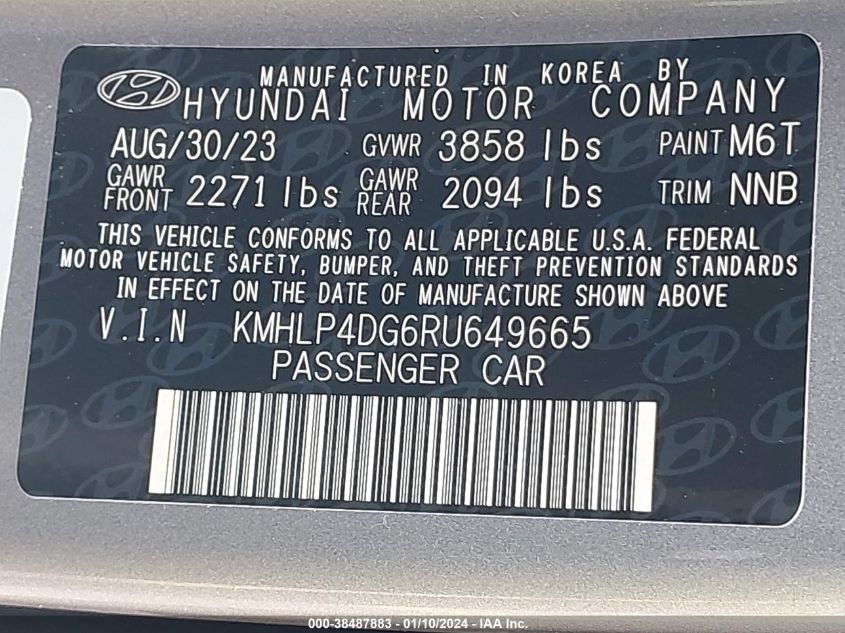 MANUFACTURED IN KOREA BY
HYUNDAI MOTOR COMPANY
AUG/30/23 GVWR 3858 lbs PAINT M6T
GAWR FRONT 2271 lbs GAWR REAR 2094 lbs TRIM NNB
THIS VEHICLE CONFORMS TO ALL APPLICABLE U.S.A. FEDERAL
MOTOR VEHICLE SAFETY, BUMPER, AND THEFT PREVENTION STANDARDS
IN EFFECT ON THE DATE OF MANUFACTURE SHOWN ABOVE
V.I.N KMHLP4DG6RU649665
PASSENGER CAR
000-38487883 - 01/10/2024 - IAA Inc.